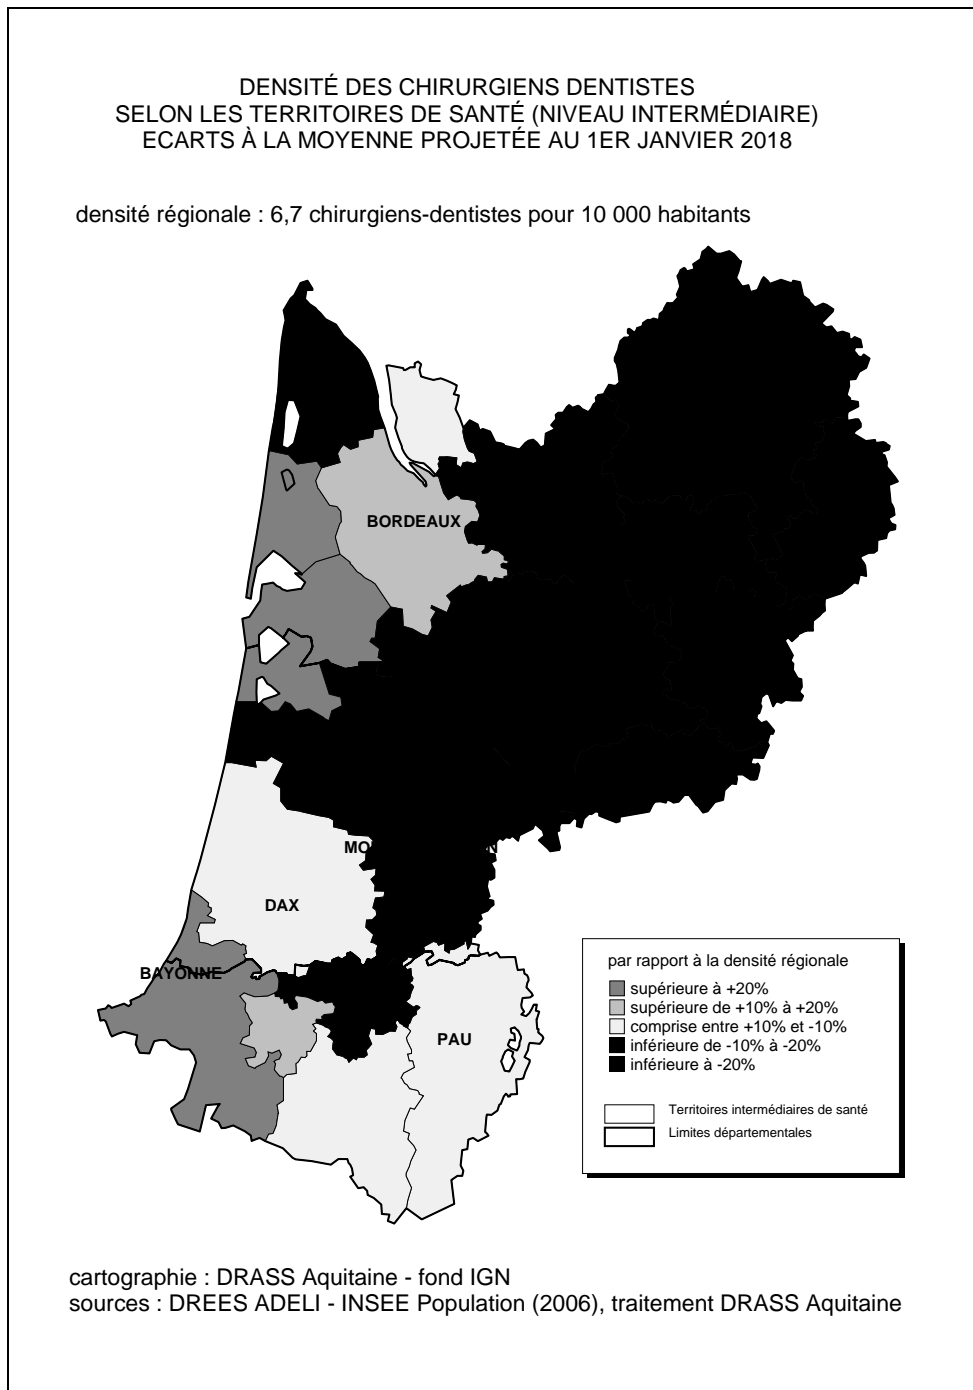 DENSITÉ DES CHIRURGIENS DENTISTES
SELON LES TERRITOIRES DE SANTÉ (NIVEAU INTERMÉDIAIRE)
ECARTS À LA MOYENNE PROJETÉE AU 1ER JANVIER 2018
densité régionale : 6,7 chirurgiens-dentistes pour 10 000 habitants
BORDEAUX
DAX
BAYONNE
PAU
par rapport à la densité régionale
supérieure à +20%
supérieure de +10% à +20%
comprise entre +10% et -10%
inférieure de -10% à -20%
inférieure à -20%
Territoires intermédiaires de santé
Limites départementales
cartographie : DRASS Aquitaine - fond IGN
sources : DREES ADELI - INSEE Population (2006), traitement DRASS Aquitaine